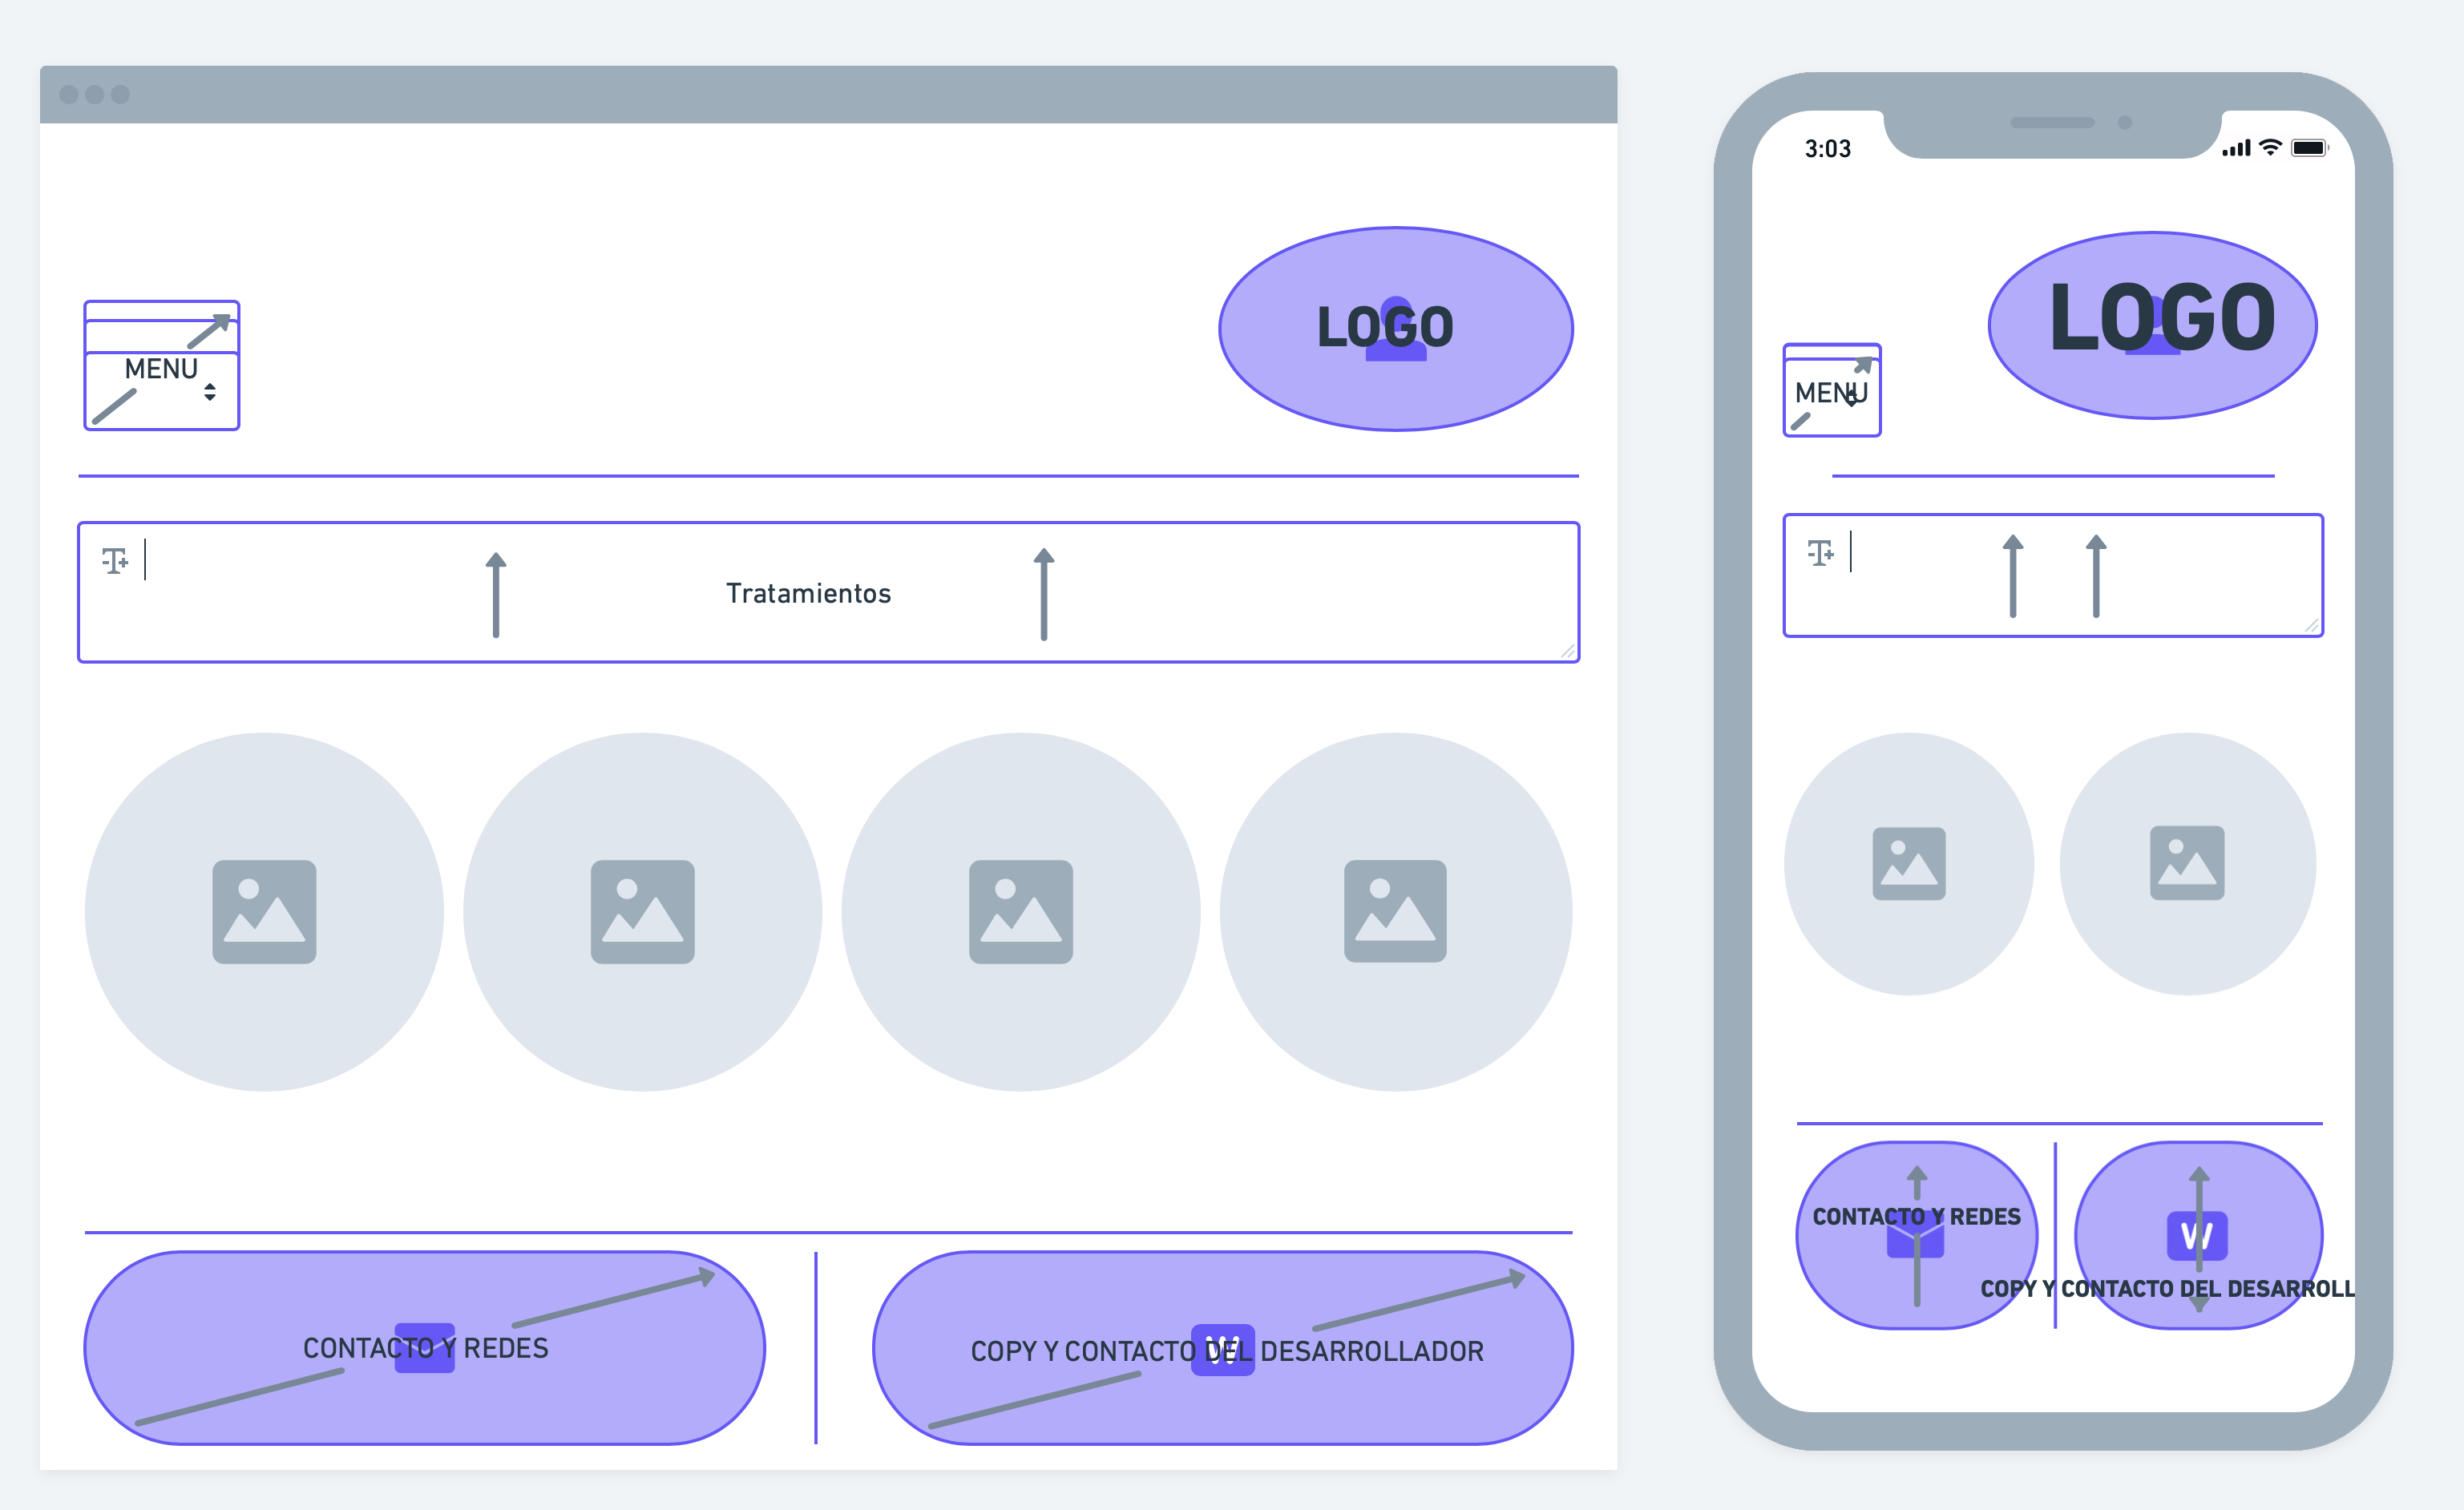 LOGO
MENU
Tratamientos
CONTACTO Y REDES
W
COPY Y CONTACTO DEL DESARROLLADOR
3:03
LOGO
MENU
CONTACTO Y REDES
W
COPY Y CONTACTO DEL DESARROLL